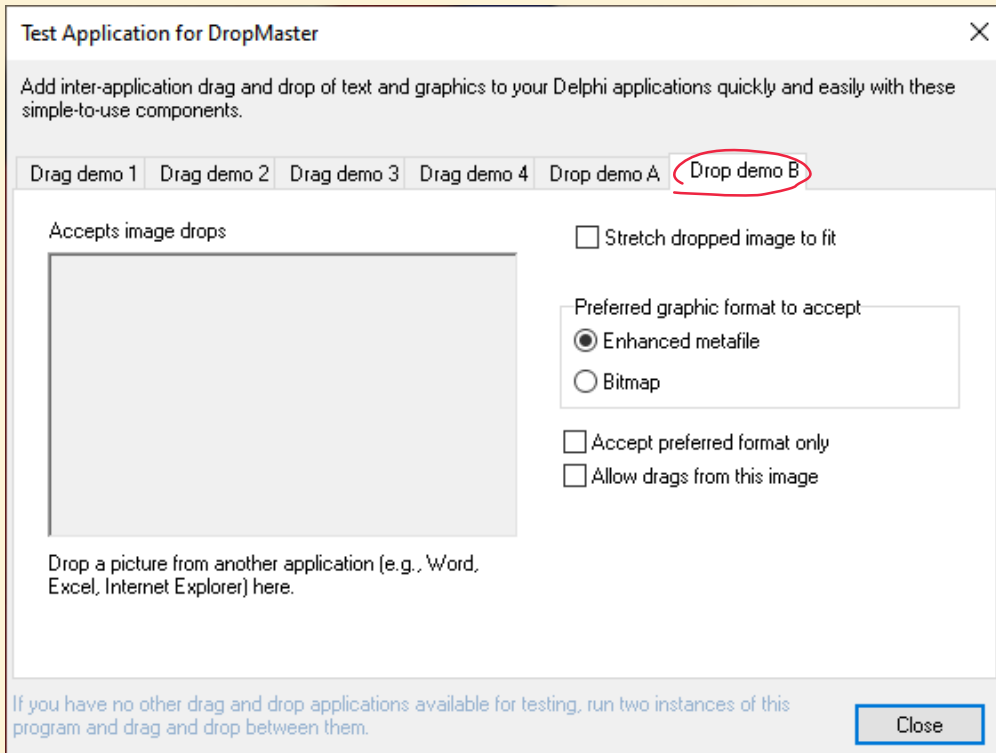 Test Application for DropMaster
Add inter-application drag and drop of text and graphics to your Delphi applications quickly and easily with these
simple-to-use components.
Drag demo 1 Drag demo 2 Drag demo 3 Drag demo 4 Drop demo A Drop demo B
Accepts image drops
Stretch dropped image to fit
Preferred graphic format to accept
Enhanced metafile
Bitmap
Accept preferred format only
Allow drags from this image
Drop a picture from another application (e.g., Word,
Excel, Internet Explorer) here.
If you have no other drag and drop applications available for testing, run two instances of this
program and drag and drop between them.
Close